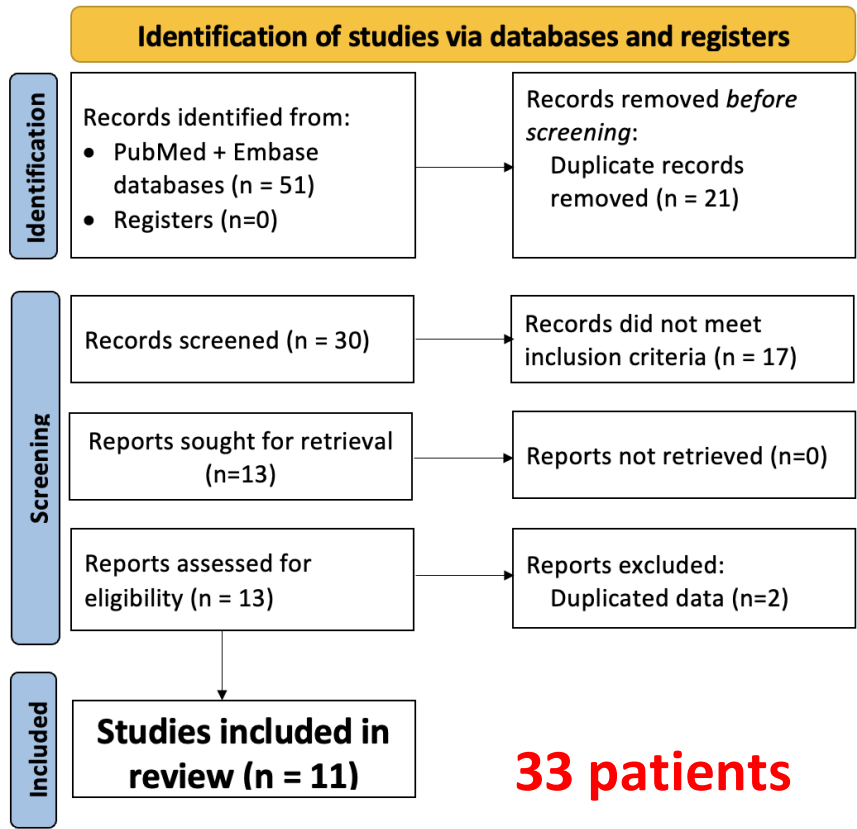 Identification of studies via databases and registers
Identification
Records identified from:
• PubMed + Embase
databases (n = 51)
• Registers (n=0)
Records removed before
screening:
Duplicate records
removed (n = 21)
Screening
Records screened (n = 30)
Records did not meet
inclusion criteria (n = 17)
Reports sought for retrieval
(n=13)
Reports not retrieved (n=0)
Reports assessed for
eligibility (n = 13)
Reports excluded:
Duplicated data (n=2)
Included
Studies included in
review (n = 11)
33 patients